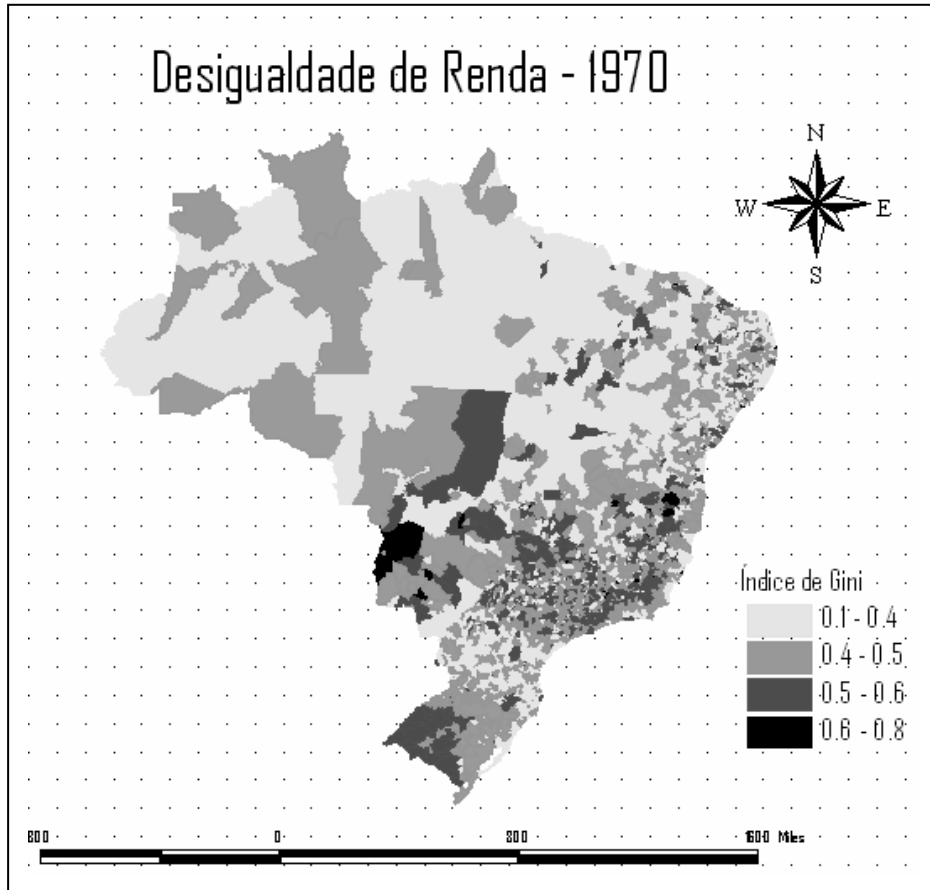 Desigualdade de Renda - 1970
N
W E
S
Índice de Gini
0.1 - 0.4
0.4 - 0.5
0.5 - 0.6
0.6 - 0.8
800 0 800 1600 Miles